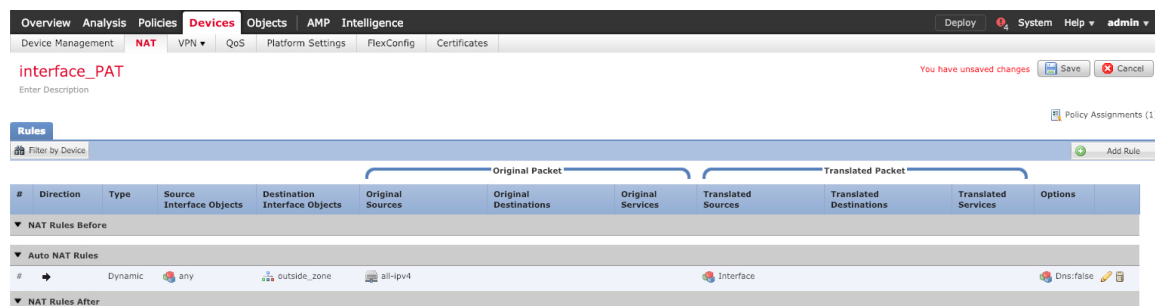 Overview Analysis Policies Devices Objects AMP Intelligence Deploy 4 System Help admin
Device Management NAT VPN QoS Platform Settings FlexConfig Certificates
interface_PAT You have unsaved changes Save Cancel
Enter Description
Policy Assignments (1
Rules
Filter by Device Add Rule
Original Packet Translated Packet
# Direction Type Source Interface Objects Destination Interface Objects Original Sources Original Destinations Original Services Translated Sources Translated Destinations Translated Services Options
NAT Rules Before
Auto NAT Rules
# Dynamic any outside_zone all-ipv4 Interface Dns:false
NAT Rules After